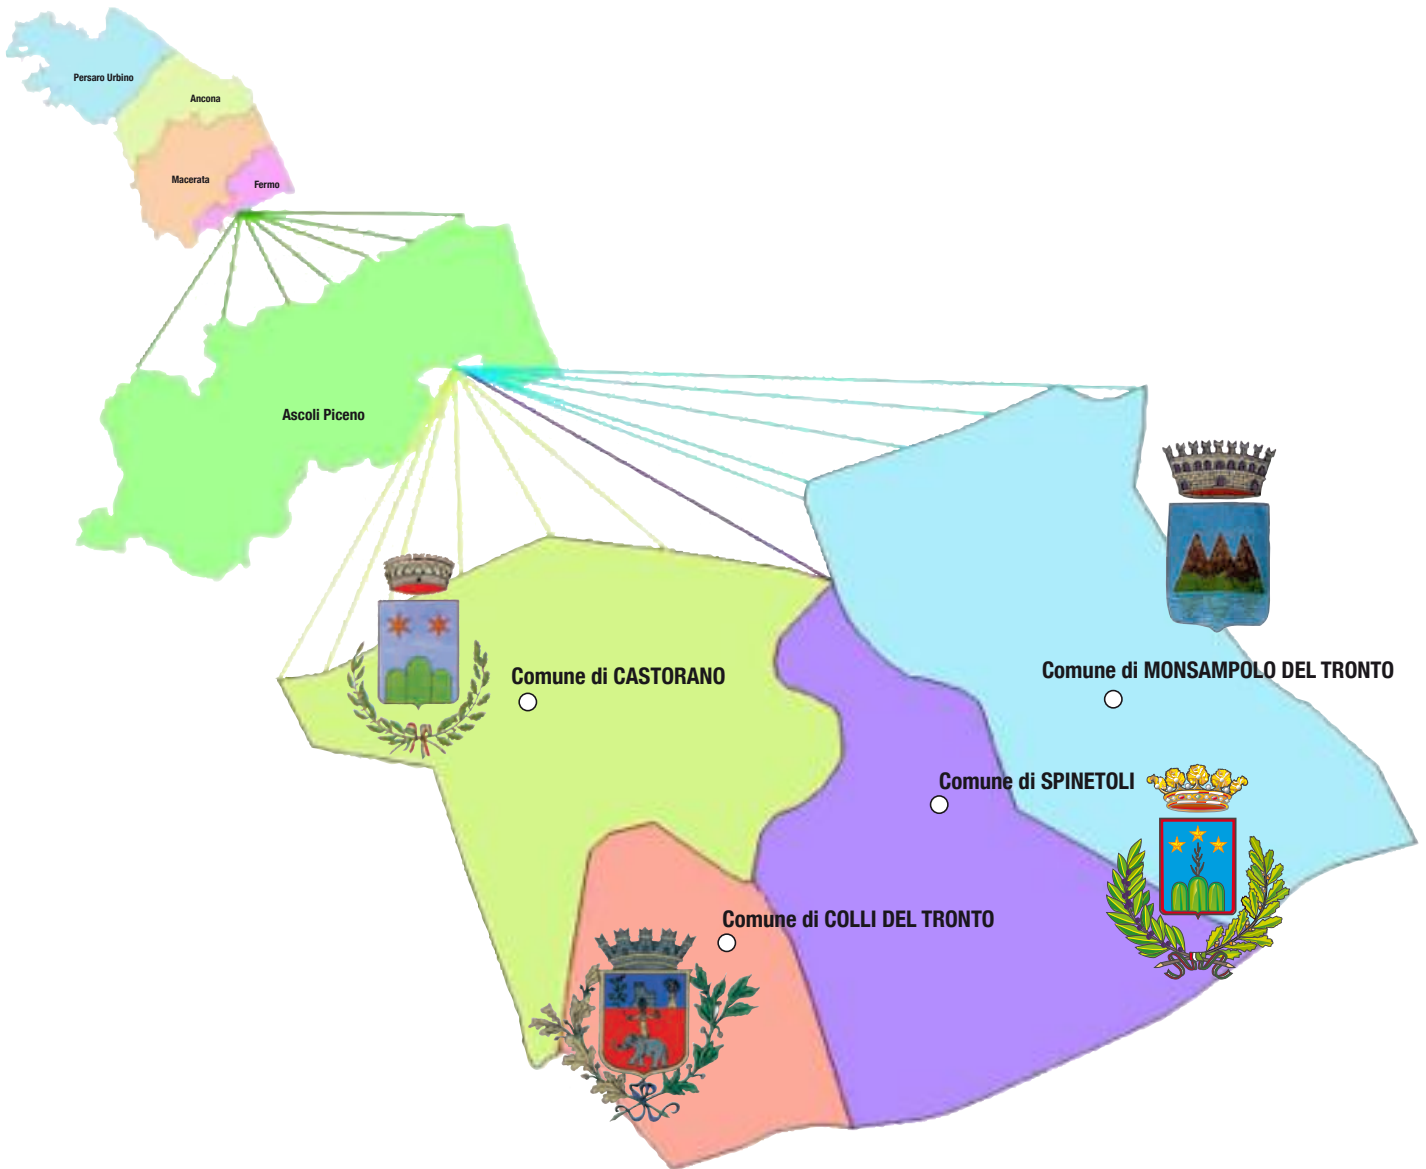 Persaro Urbino
Ancona
Macerata
Fermo
Ascoli Piceno
Comune di CASTORANO
Comune di MONSAMPOLO DEL TRONTO
Comune di SPINETOLI
Comune di COLLI DEL TRONTO